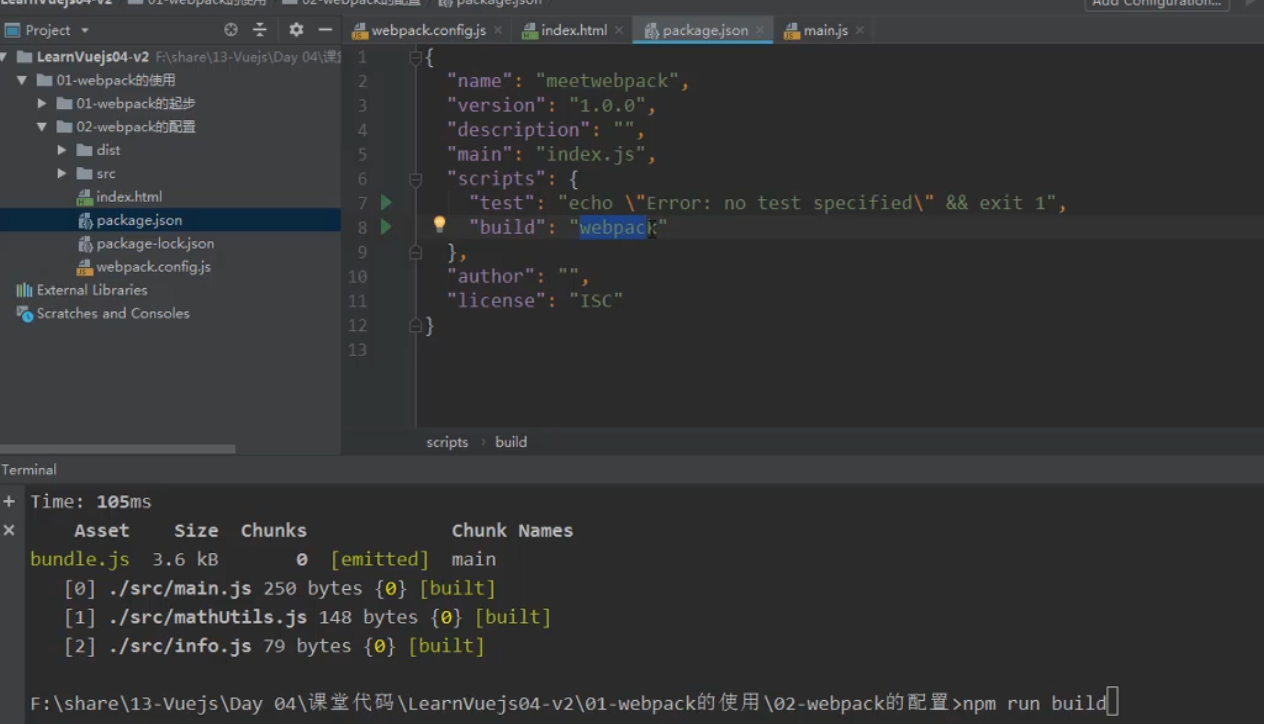 LearnVuejs04-v2 01-webpack的使用 02-webpack的配置 package.json Add Configuration...
Project
webpack.config.js index.html package.json main.js
LearnVuejs04-v2 F:\share\13-Vuejs\Day 04\课
01-webpack的使用
01-webpack的起步
02-webpack的配置
dist
src
index.html
package.json
package-lock.json
webpack.config.js
External Libraries
Scratches and Consoles
1 {
2 "name": "meetwebpack",
3 "version": "1.0.0",
4 "description": "",
5 "main": "index.js",
6 "scripts": {
7 "test": "echo \"Error: no test specified\" && exit 1",
8 "build": "webpack"
9 },
10 "author": "",
11 "license": "ISC"
12 }
13
scripts › build
Terminal
Time: 105ms
Asset Size Chunks Chunk Names
bundle.js 3.6 kB 0 [emitted] main
[0] ./src/main.js 250 bytes {0} [built]
[1] ./src/mathUtils.js 148 bytes {0} [built]
[2] ./src/info.js 79 bytes {0} [built]
F:\share\13-Vuejs\Day 04\课堂代码\LearnVuejs04-v2\01-webpack的使用\02-webpack的配置>npm run build